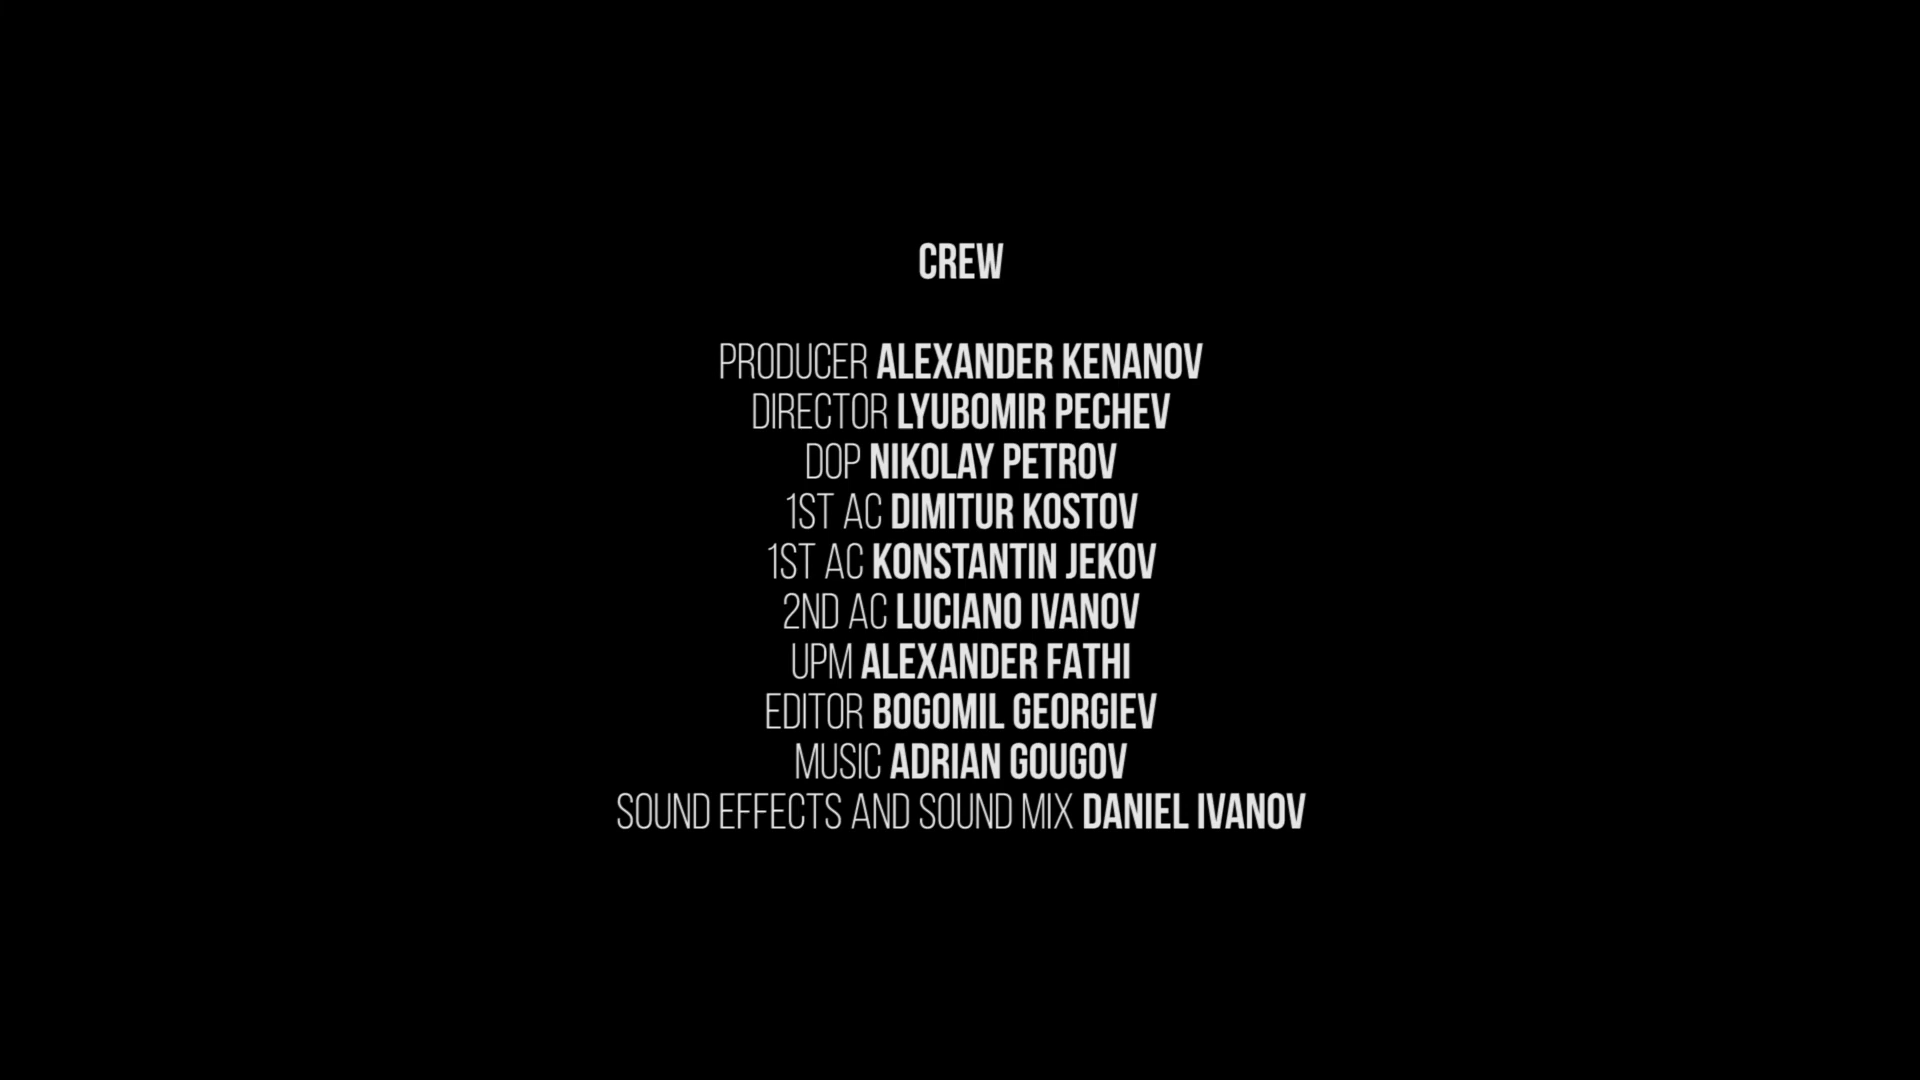 CREW
PRODUCER ALEXANDER KENANOV
DIRECTOR LYUBOMIR PECHEV
DOP NIKOLAY PETROV
1ST AC DIMITUR KOSTOV
1ST AC KONSTANTIN JEKOV
2ND AC LUCIANO IVANOV
UPM ALEXANDER FATHI
EDITOR BOGOMIL GEORGIEV
MUSIC ADRIAN GOUGOV
SOUND EFFECTS AND SOUND MIX DANIEL IVANOV